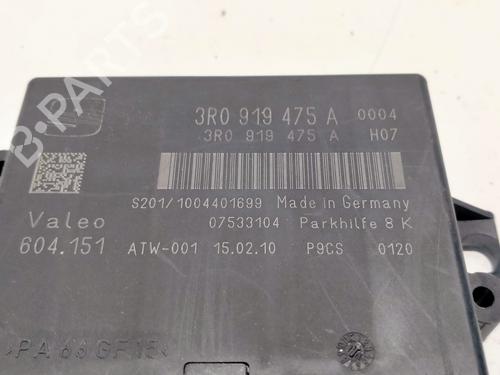 3R0 919 475 A 0004
3R0 919 475 A H07
S201/1004401699 Made in Germany
Valeo 07533104 Parkhilfe 8 K
604.151 ATW-001 15.02.10 P9CS 0120
>PA 66 GF15<
B-PARTS